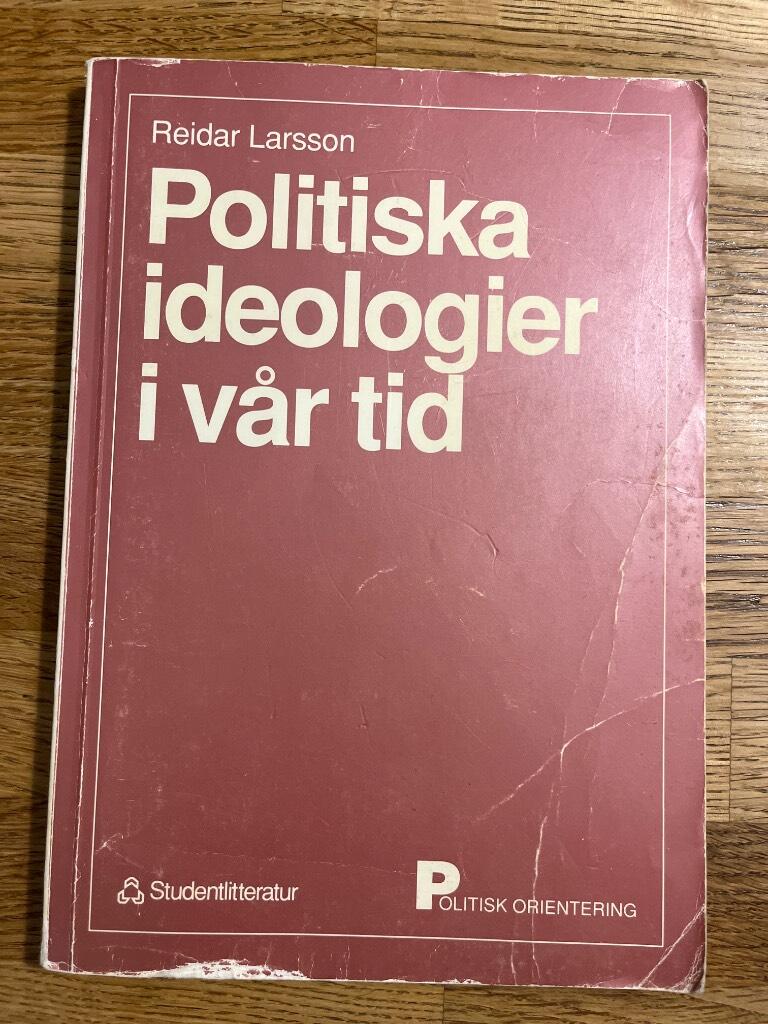 Reidar Larsson
Politiska
ideologier
i vår tid
Studentlitteratur
POLITISK ORIENTERING